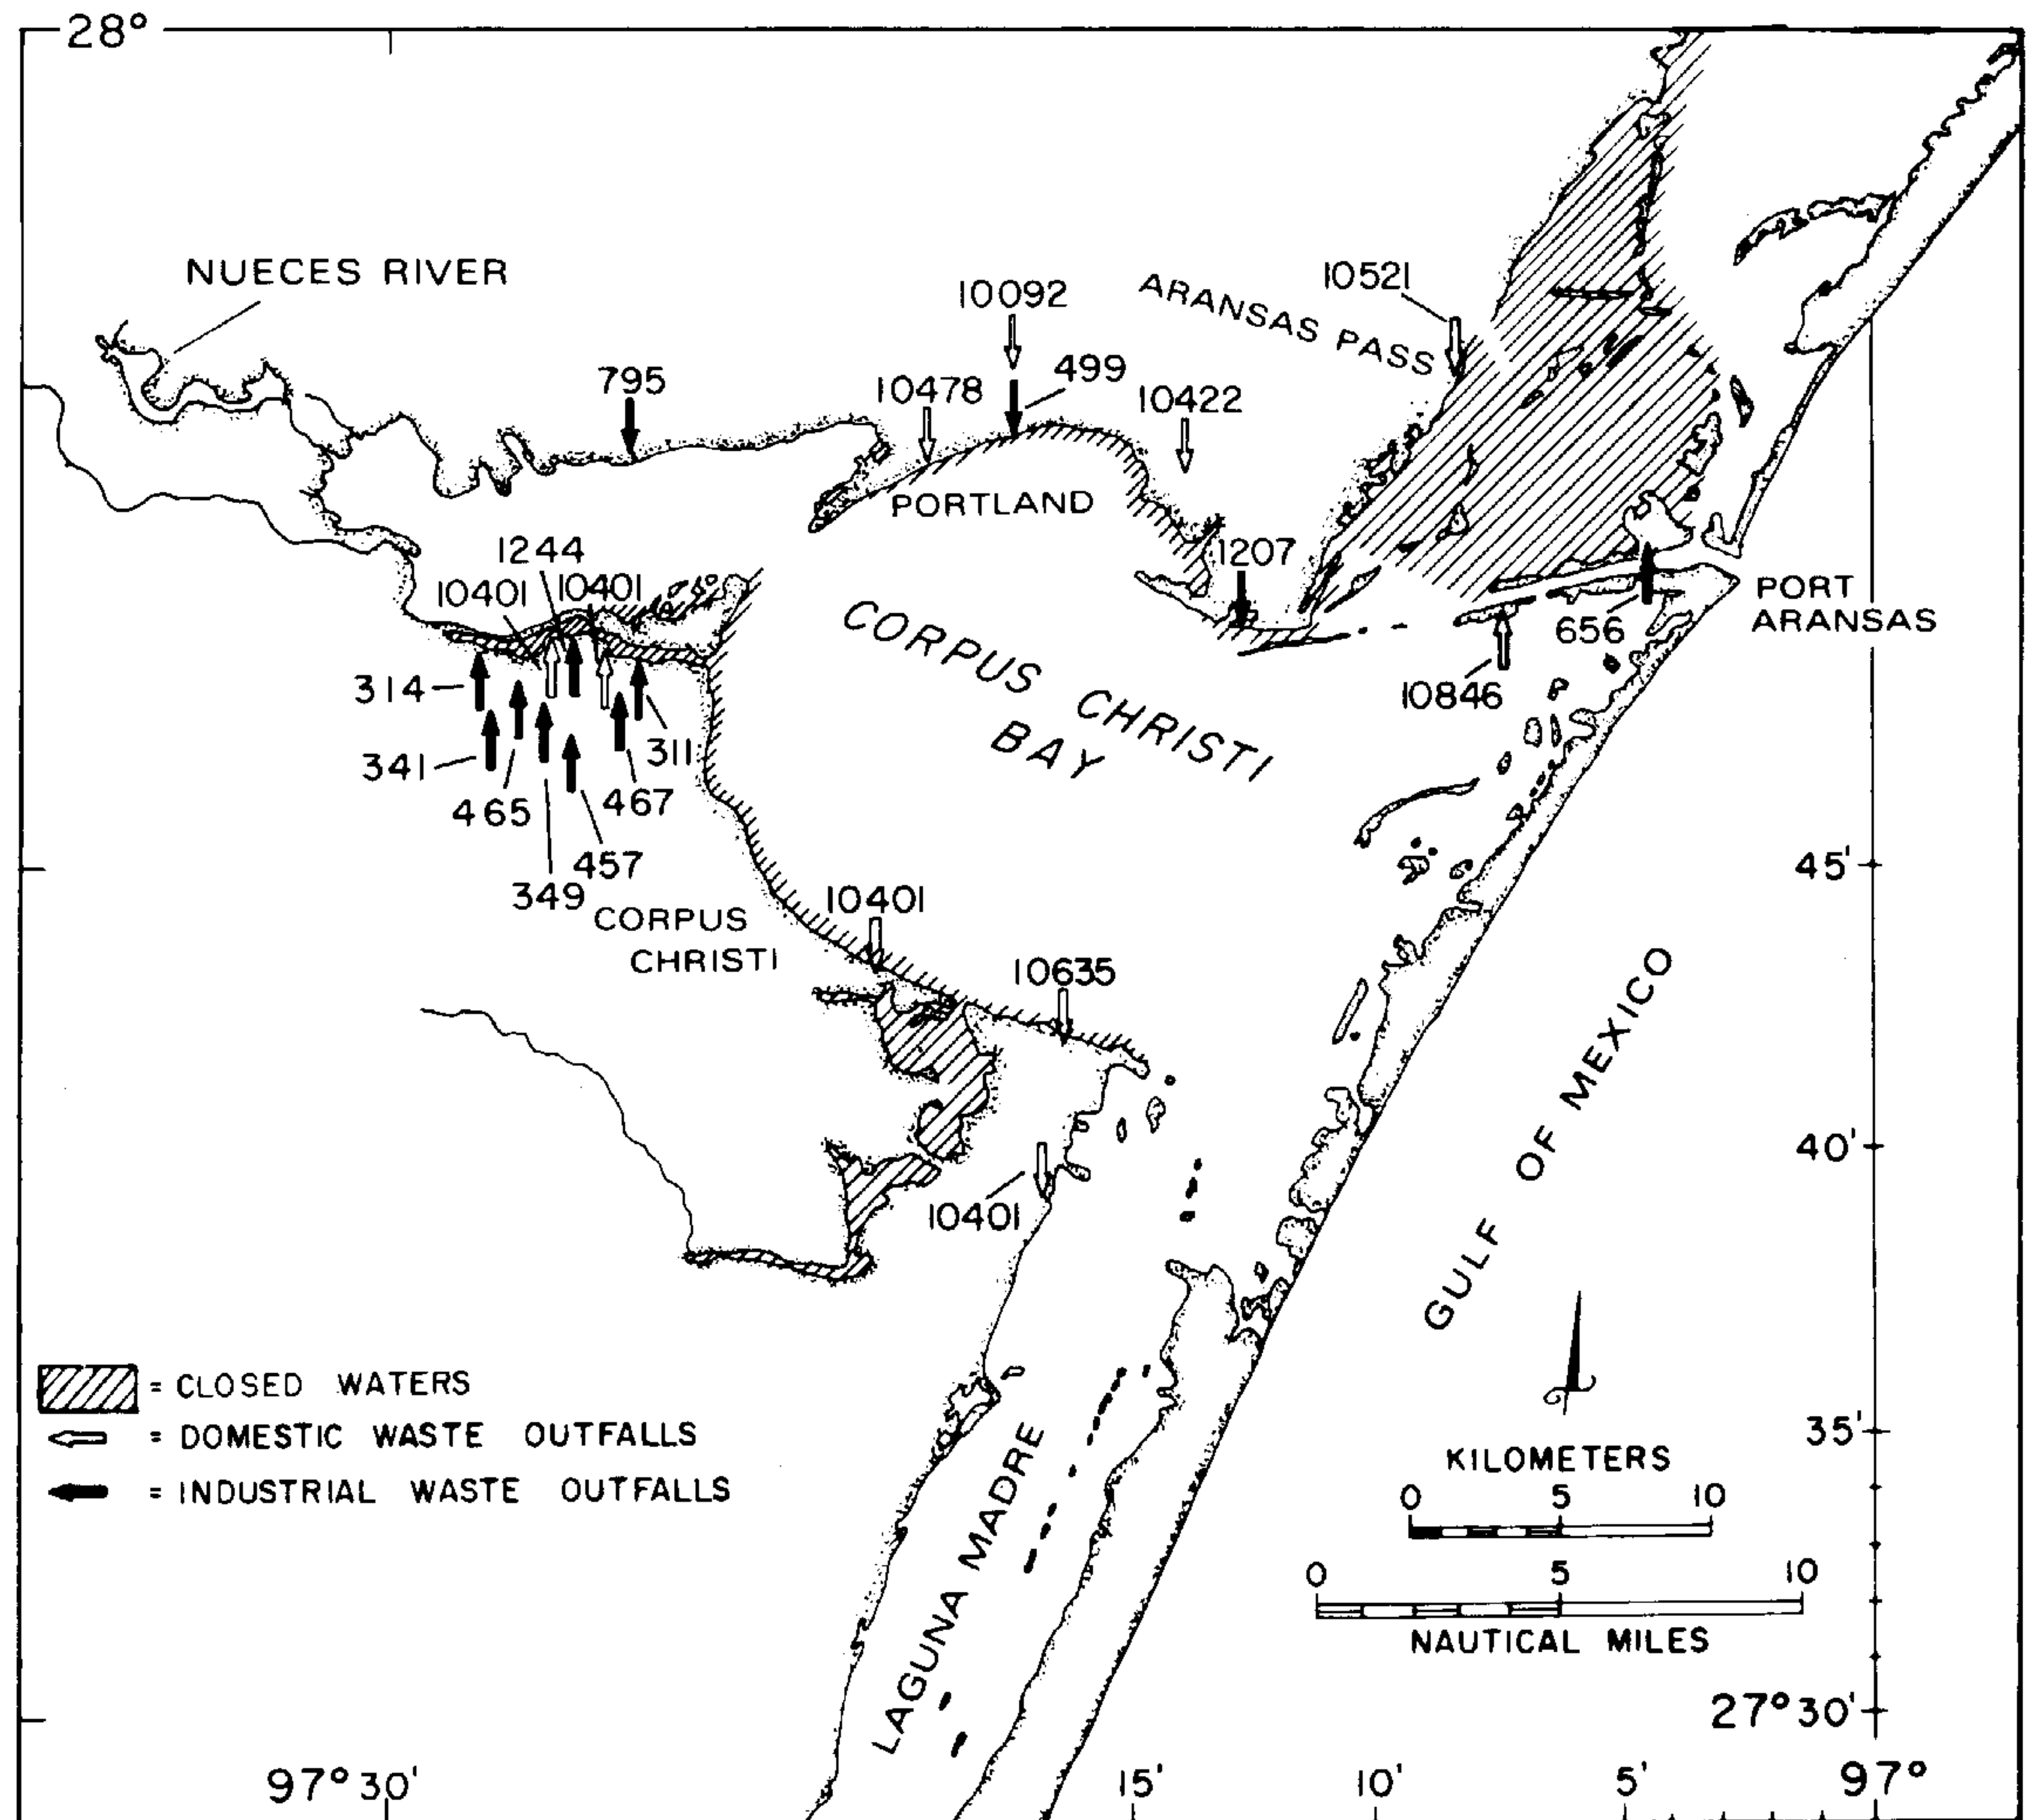 28°
NUECES RIVER
10521
10092
ARANSAS PASS
499
795
10478
10422
PORTLAND
1244
1207
10401
10401
PORT
ARANSAS
CORPUS CHRISTI
BAY
656
314
10846
341
311
465
467
457
349
CORPUS
CHRISTI
45'
10401
10635
GULF OF MEXICO
40'
10401
= CLOSED WATERS
= DOMESTIC WASTE OUTFALLS
= INDUSTRIAL WASTE OUTFALLS
LAGUNA MADRE
35'
KILOMETERS
0 5 10
0 5 10
NAUTICAL MILES
27°30'
97°30'
15'
10'
5'
97°